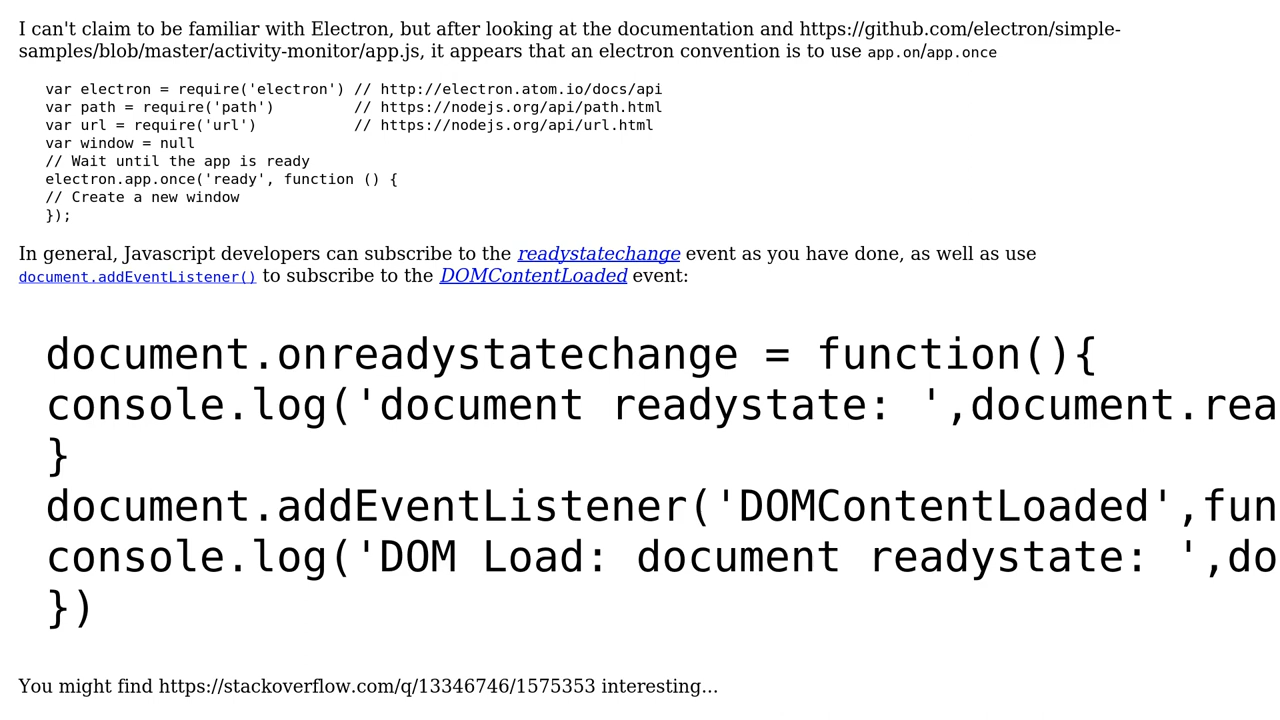 I can't claim to be familiar with Electron, but after looking at the documentation and https://github.com/electron/simple-
samples/blob/master/activity-monitor/app.js, it appears that an electron convention is to use app.on/app.once
var electron = require('electron') // http://electron.atom.io/docs/api
var path = require('path')         // https://nodejs.org/api/path.html
var url = require('url')           // https://nodejs.org/api/url.html
var window = null
// Wait until the app is ready
electron.app.once('ready', function () {
// Create a new window
});
In general, Javascript developers can subscribe to the readystatechange event as you have done, as well as use
document.addEventListener() to subscribe to the DOMContentLoaded event:
document.onreadystatechange = function(){
console.log('document readystate: ',document.rea
}
document.addEventListener('DOMContentLoaded',fun
console.log('DOM Load: document readystate: ',do
})
You might find https://stackoverflow.com/q/13346746/1575353 interesting...